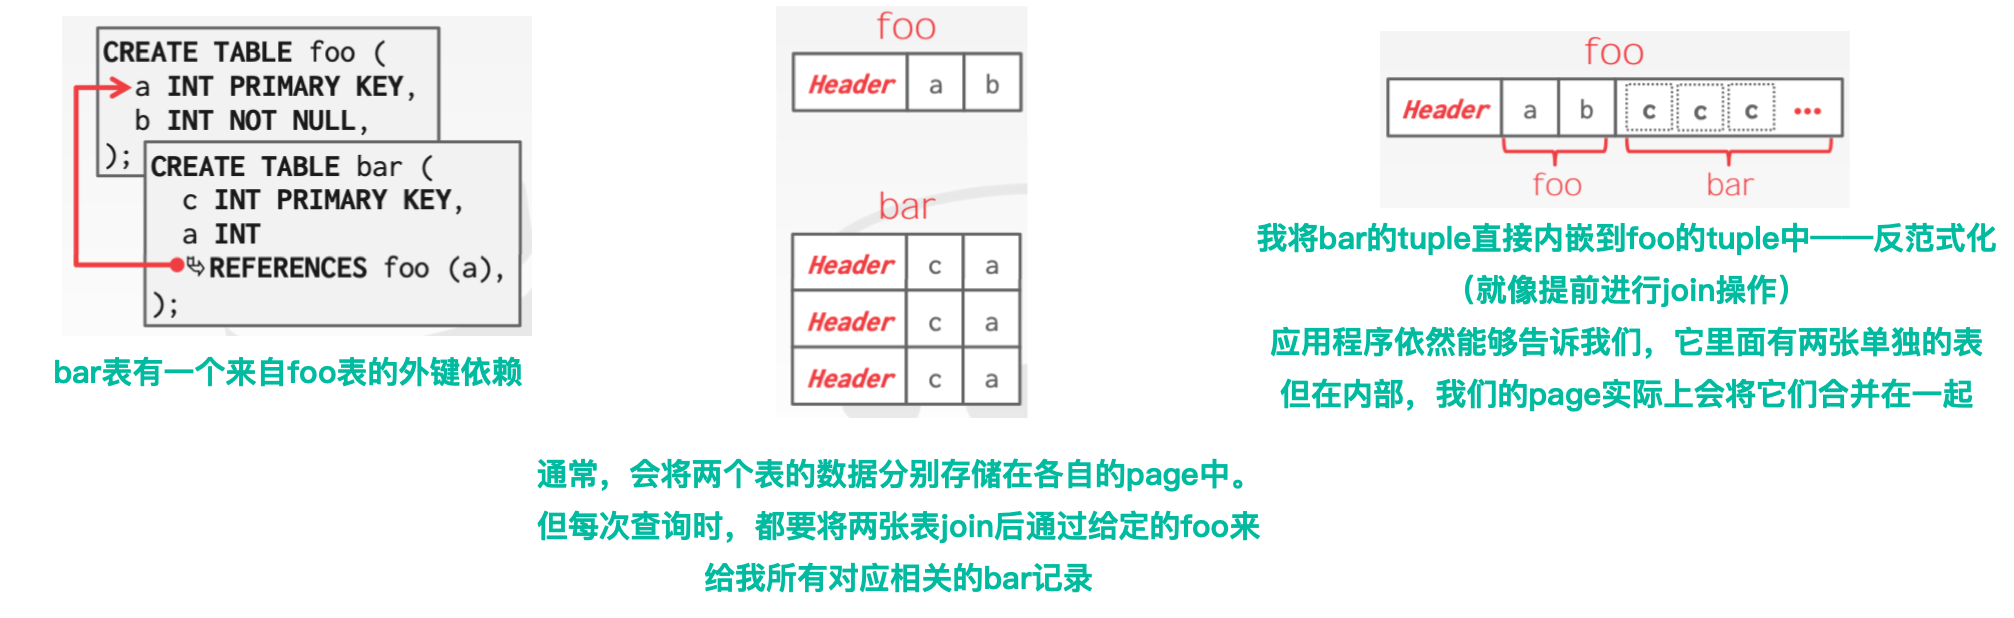 CREATE TABLE foo (
a INT PRIMARY KEY,
b INT NOT NULL,
);
CREATE TABLE bar (
c INT PRIMARY KEY,
a INT
REFERENCES foo (a),
);
bar表有一个来自foo表的外键依赖
foo
Header a b
bar
Header c a
Header c a
Header c a
通常，会将两个表的数据分别存储在各自的page中。
但每次查询时，都要将两张表join后通过给定的foo来
给我所有对应相关的bar记录
foo
Header a b c c c •••
foo bar
我将bar的tuple直接内嵌到foo的tuple中——反范式化
（就像提前进行join操作）
应用程序依然能够告诉我们，它里面有两张单独的表
但在内部，我们的page实际上会将它们合并在一起